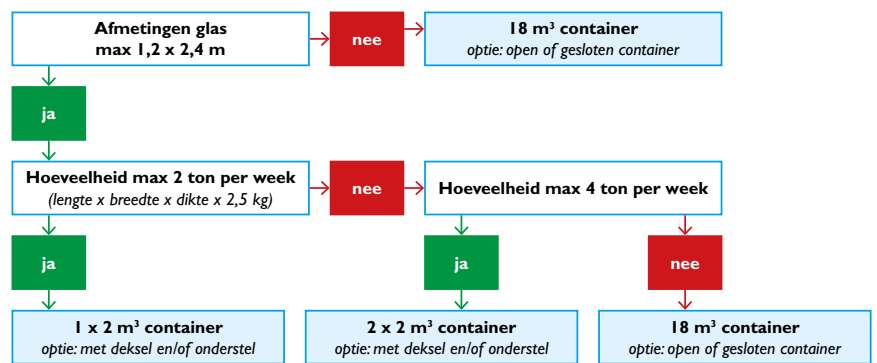 Afmetingen glas
max 1,2 x 2,4 m
nee
18 m³ container
optie: open of gesloten container
ja
Hoeveelheid max 2 ton per week
(lengte x breedte x dikte x 2,5 kg)
nee
Hoeveelheid max 4 ton per week
ja
ja
nee
1 x 2 m³ container
optie: met deksel en/of onderstel
2 x 2 m³ container
optie: met deksel en/of onderstel
18 m³ container
optie: open of gesloten container